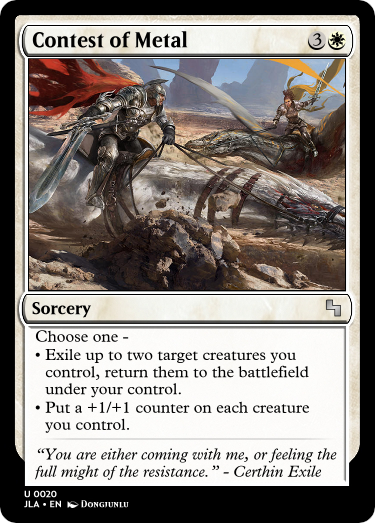 Contest of Metal 3
Sorcery
Choose one -
• Exile up to two target creatures you
control, return them to the battlefield
under your control.
• Put a +1/+1 counter on each creature
you control.
“You are either coming with me, or feeling the
full might of the resistance.” - Certhin Exile
U 0020
JLA • EN Dongjunlu